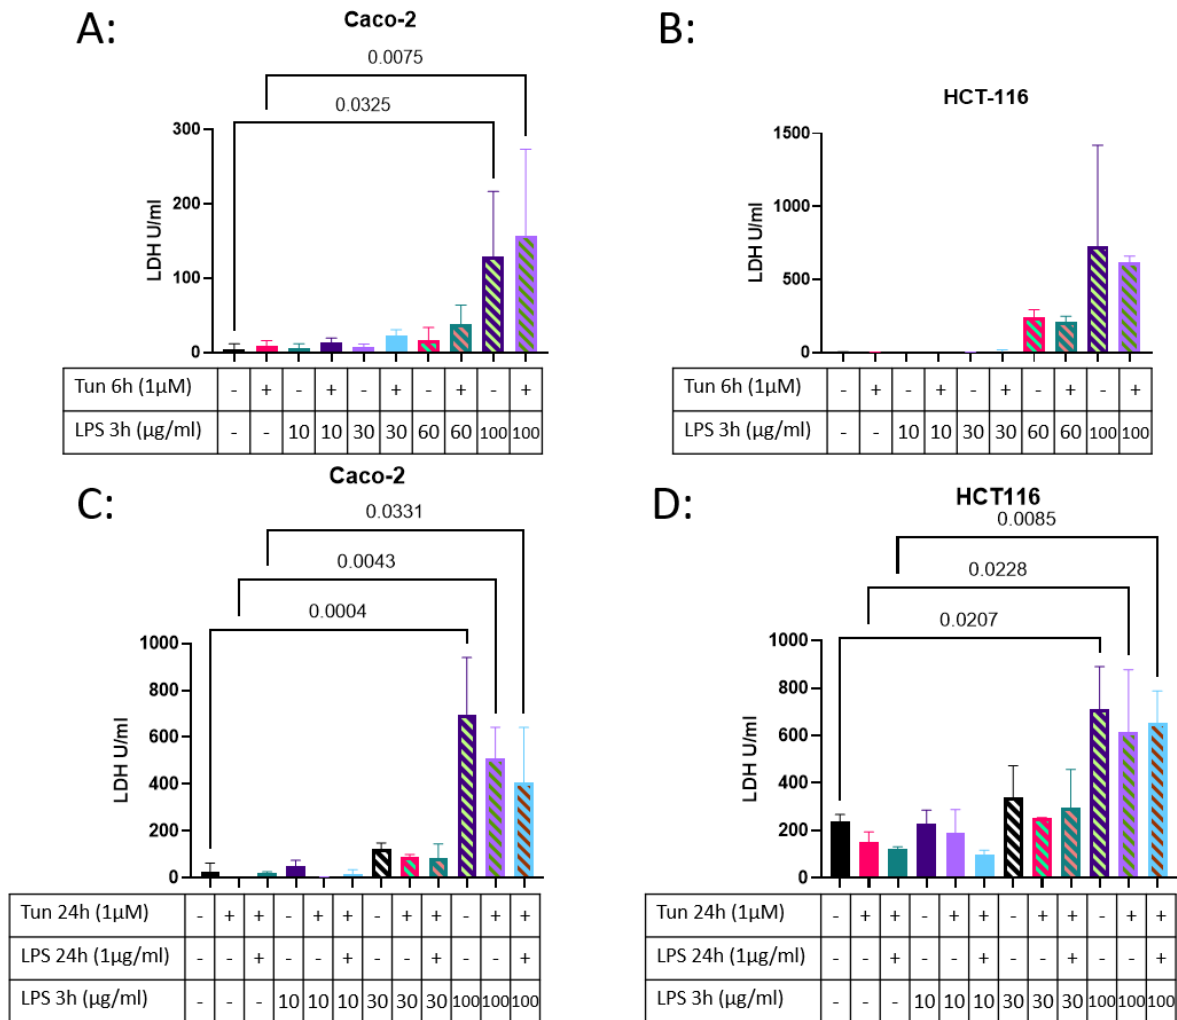 A:
Caco-2
0.0075
0.0325
300
200
100
0
LDH U/ml
Tun 6h (1µM) - + - + - + - + - +
LPS 3h (µg/ml) - - 10 10 30 30 60 60 100 100
B:
HCT-116
1500
1000
500
0
LDH U/ml
Tun 6h (1µM) - + - + - + - + - +
LPS 3h (µg/ml) - - 10 10 30 30 60 60 100 100
C:
Caco-2
0.0331
0.0043
0.0004
1000
800
600
400
200
0
LDH U/ml
Tun 24h (1µM) - + + - + + - + + - + +
LPS 24h (1µg/ml) - - + - - + - - + - - +
LPS 3h (µg/ml) - - - 10 10 10 30 30 30 100 100 100
D:
HCT116
0.0085
0.0228
0.0207
1000
800
600
400
200
0
LDH U/ml
Tun 24h (1µM) - + + - + + - + + - + +
LPS 24h (1µg/ml) - - + - - + - - + - - +
LPS 3h (µg/ml) - - - 10 10 10 30 30 30 100 100 100